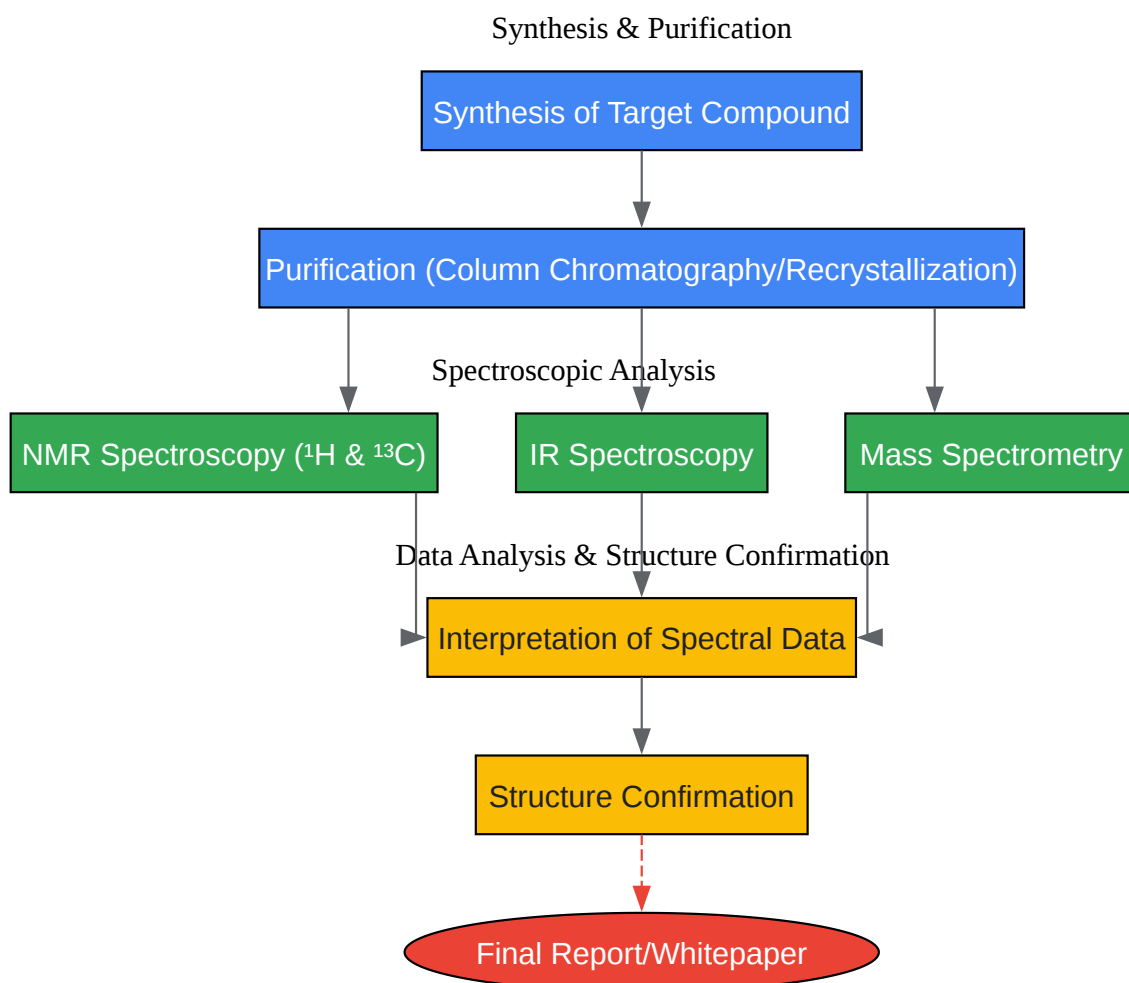 Synthesis & Purification
Synthesis of Target Compound
Purification (Column Chromatography/Recrystallization)
Spectroscopic Analysis
NMR Spectroscopy (¹H & ¹³C)
IR Spectroscopy
Mass Spectrometry
Data Analysis & Structure Confirmation
Interpretation of Spectral Data
Structure Confirmation
Final Report/Whitepaper